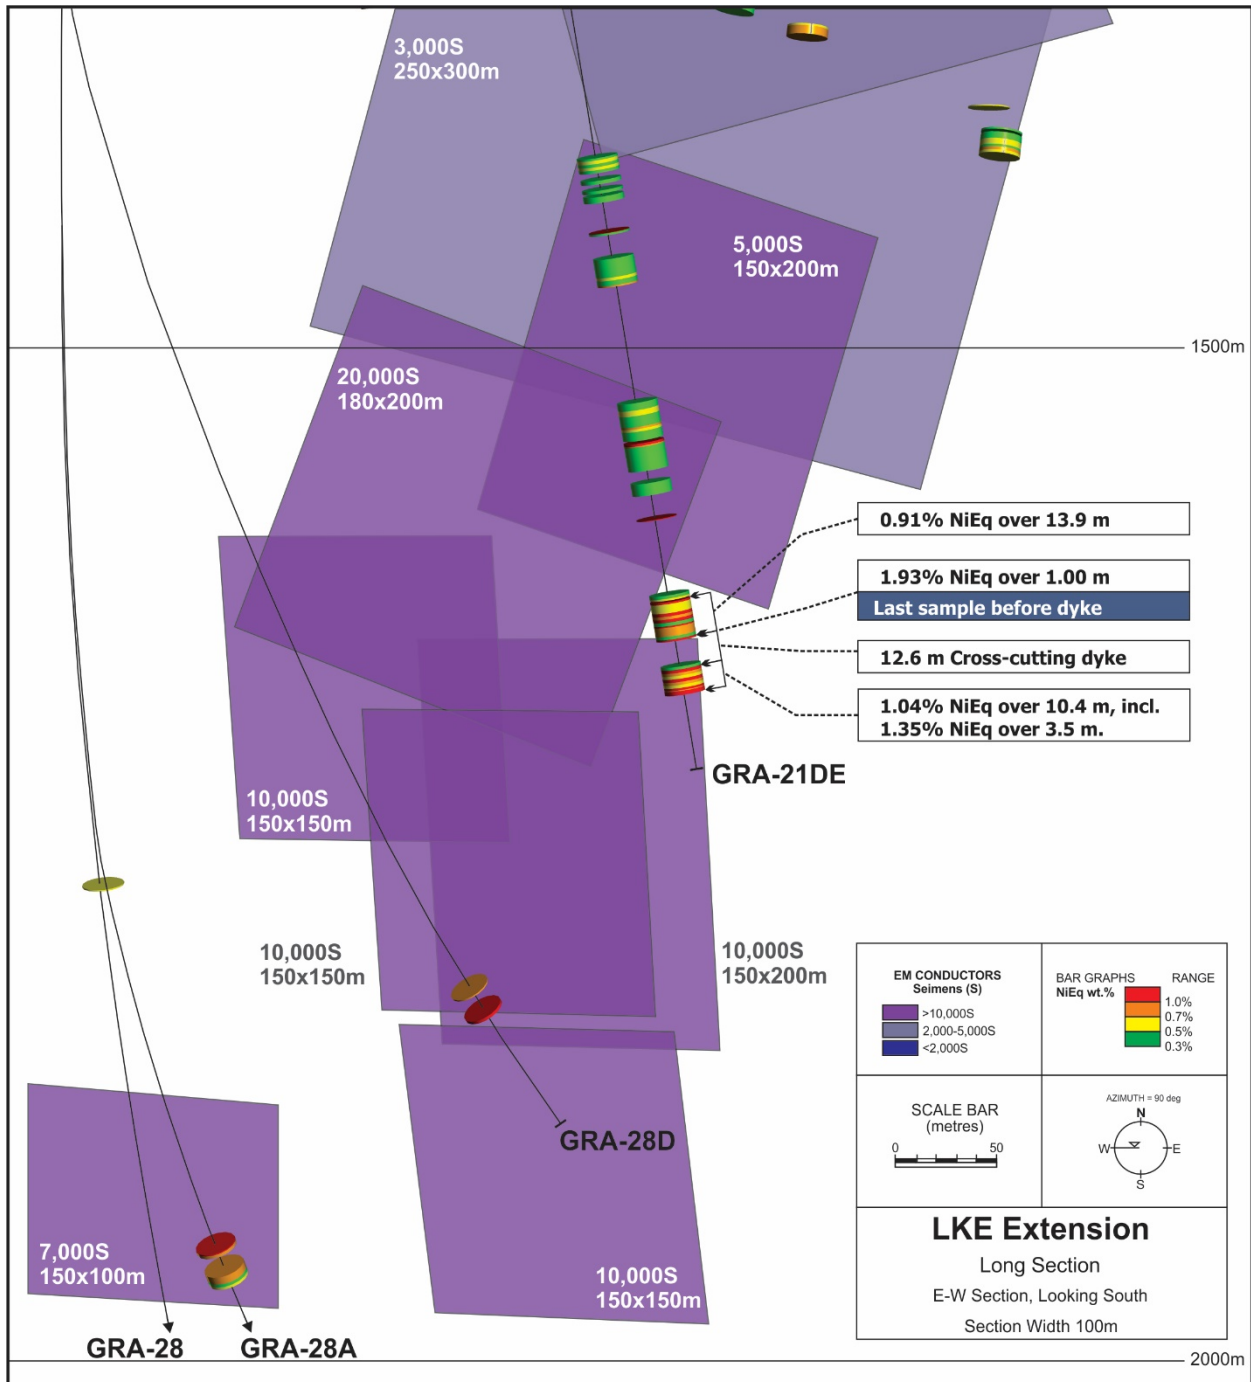 3,000S
250x300m
5,000S
150x200m
1500m
20,000S
180x200m
0.91% NiEq over 13.9 m
1.93% NiEq over 1.00 m
Last sample before dyke
12.6 m Cross-cutting dyke
1.04% NiEq over 10.4 m, incl.
1.35% NiEq over 3.5 m.
GRA-21DE
10,000S
150x150m
10,000S
150x150m
10,000S
150x200m
GRA-28D
7,000S
150x100m
10,000S
150x150m
GRA-28
GRA-28A
2000m
EM CONDUCTORS
Seimens (S)
>10,000S
2,000-5,000S
<2,000S
BAR GRAPHS
RANGE
NiEq wt.%
1.0%
0.7%
0.5%
0.3%
SCALE BAR
(metres)
0 50
AZIMUTH = 90 deg
N
W E
S
LKE Extension
Long Section
E-W Section, Looking South
Section Width 100m